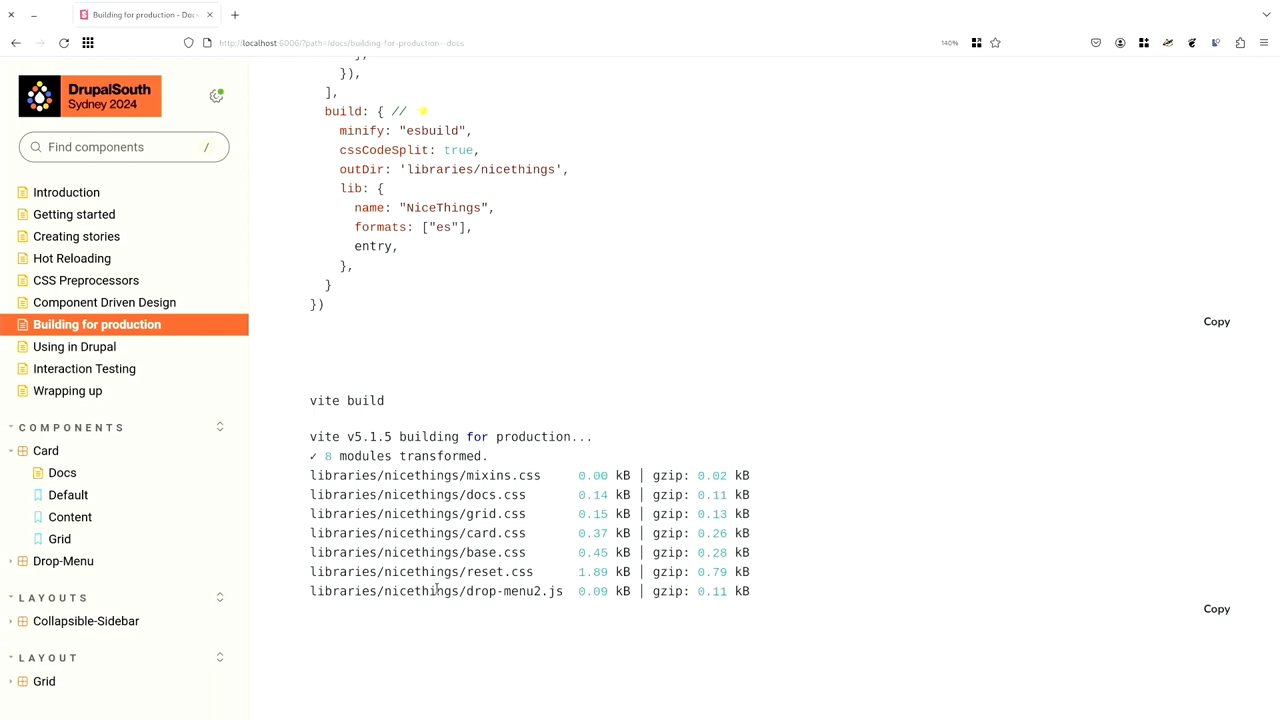 Building for production - Docs
http://localhost:6006/?path=/docs/building-for-production--docs
140%
DrupalSouth
Sydney 2024
Find components
/
Introduction
Getting started
Creating stories
Hot Reloading
CSS Preprocessors
Component Driven Design
Building for production
Using in Drupal
Interaction Testing
Wrapping up
COMPONENTS
Card
Docs
Default
Content
Grid
Drop-Menu
LAYOUTS
Collapsible-Sidebar
LAYOUT
Grid
}),
],
build: { // ⭐
minify: "esbuild",
cssCodeSplit: true,
outDir: 'libraries/nicethings',
lib: {
name: "NiceThings",
formats: ["es"],
entry,
},
}
})
Copy
vite build
vite v5.1.5 building for production...
✓ 8 modules transformed.
libraries/nicethings/mixins.css 0.00 kB │ gzip: 0.02 kB
libraries/nicethings/docs.css 0.14 kB │ gzip: 0.11 kB
libraries/nicethings/grid.css 0.15 kB │ gzip: 0.13 kB
libraries/nicethings/card.css 0.37 kB │ gzip: 0.26 kB
libraries/nicethings/base.css 0.45 kB │ gzip: 0.28 kB
libraries/nicethings/reset.css 1.89 kB │ gzip: 0.79 kB
libraries/nicethings/drop-menu2.js 0.09 kB │ gzip: 0.11 kB
Copy